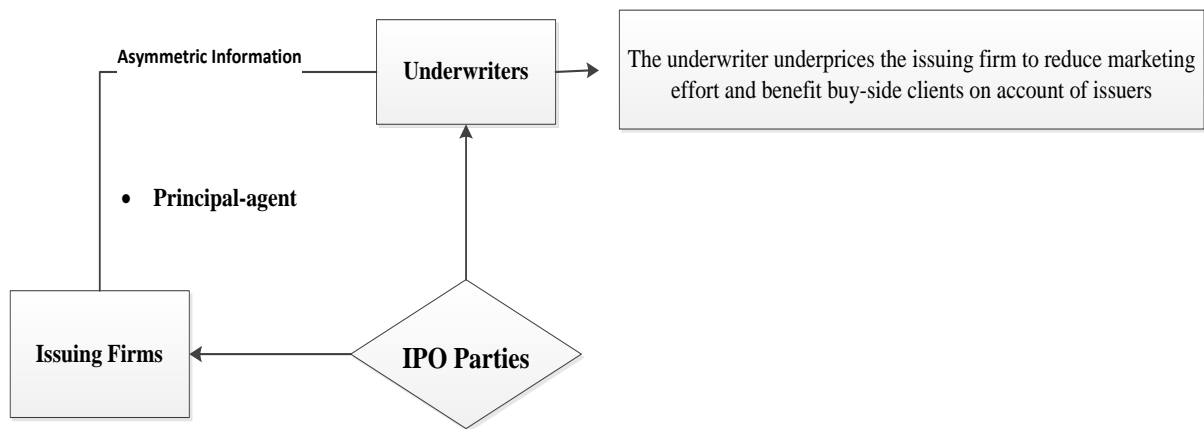 Asymmetric Information
Underwriters
The underwriter underprices the issuing firm to reduce marketing
effort and benefit buy-side clients on account of issuers
• Principal-agent
Issuing Firms
IPO Parties